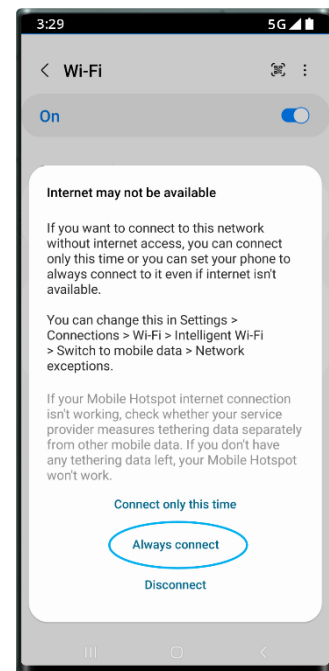 3:29 5G
Wi-Fi
On
Internet may not be available
If you want to connect to this network
without internet access, you can connect
only this time or you can set your phone to
always connect to it even if internet isn't
available.
You can change this in Settings >
Connections > Wi-Fi > Intelligent Wi-Fi
> Switch to mobile data > Network
exceptions.
If your Mobile Hotspot internet connection
isn't working, check whether your service
provider measures tethering data separately
from other mobile data. If you don't have
any tethering data left, your Mobile Hotspot
won't work.
Connect only this time
Always connect
Disconnect